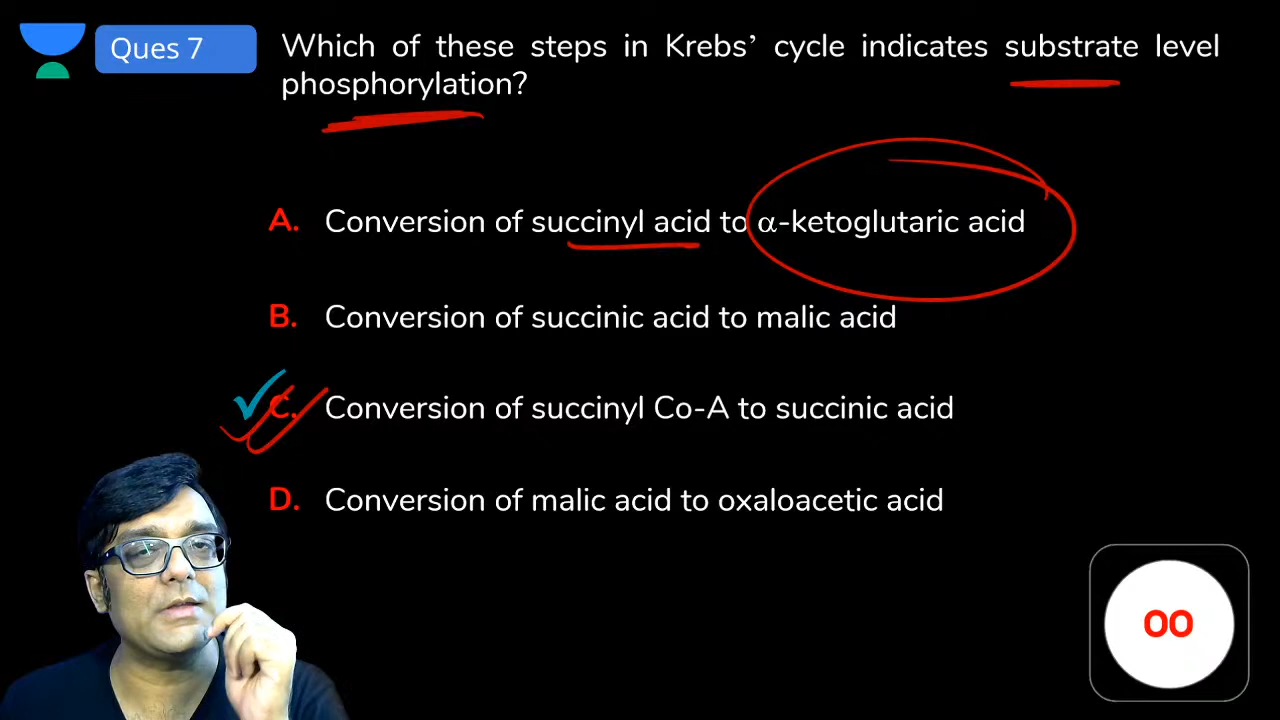 Ques 7
Which of these steps in Krebs’ cycle indicates substrate level
phosphorylation?
A. Conversion of succinyl acid to α-ketoglutaric acid
B. Conversion of succinic acid to malic acid
C. Conversion of succinyl Co-A to succinic acid
D. Conversion of malic acid to oxaloacetic acid
00